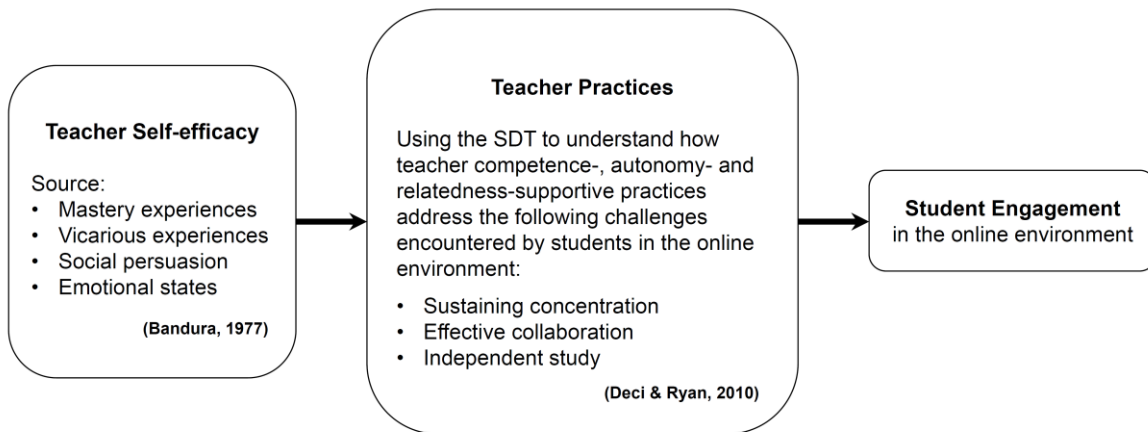 Teacher Self-efficacy
Source:
• Mastery experiences
• Vicarious experiences
• Social persuasion
• Emotional states
(Bandura, 1977)
Teacher Practices
Using the SDT to understand how
teacher competence-, autonomy- and
relatedness-supportive practices
address the following challenges
encountered by students in the online
environment:
• Sustaining concentration
• Effective collaboration
• Independent study
(Deci & Ryan, 2010)
Student Engagement
in the online environment